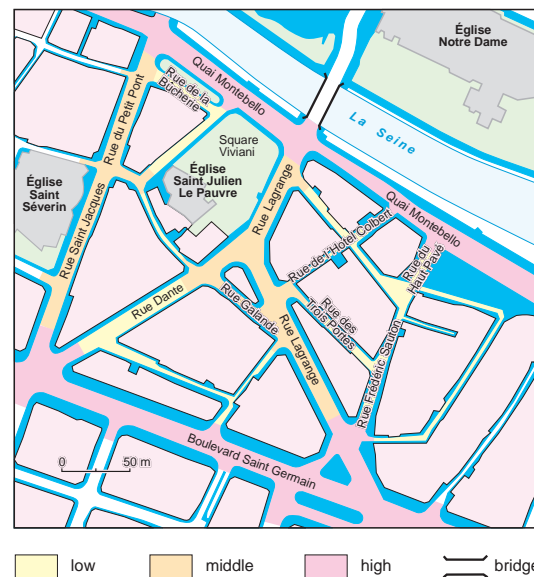 Église
Notre Dame
Quai Montebello
La Seine
Rue de la
Bûcherie
Rue du Petit Pont
Square
Viviani
Église
Saint Julien
Le Pauvre
Église
Saint
Séverin
Rue Lagrange
Quai Montebello
Rue Saint Jacques
Rue de l'Hotel Colbert
Rue du
Haut Pavé
Rue Dante
Rue Galande
Rue des
Trois Portes
Rue Lagrange
Rue Frédéric Sauton
Boulevard Saint Germain
0 50 m
low middle high bridge